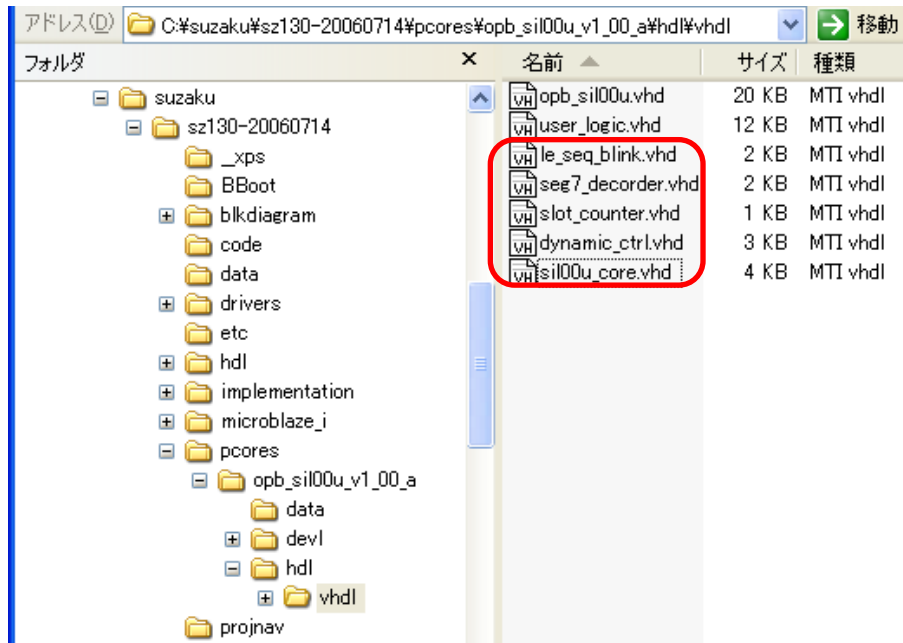 アドレス(D) C:¥suzaku¥sz130-20060714¥pcores¥opb_sil00u_v1_00_a¥hdl¥vhdl 移動
フォルダ × 名前 サイズ 種類
suzaku
sz130-20060714
_xps
BBoot
blkdiagram
code
data
drivers
etc
hdl
implementation
microblaze_i
pcores
opb_sil00u_v1_00_a
data
devl
hdl
vhdl
projnav
opb_sil00u.vhd 20 KB MTI vhdl
user_logic.vhd 12 KB MTI vhdl
le_seq_blink.vhd 2 KB MTI vhdl
seg7_decorder.vhd 2 KB MTI vhdl
slot_counter.vhd 1 KB MTI vhdl
dynamic_ctrl.vhd 3 KB MTI vhdl
sil00u_core.vhd 4 KB MTI vhdl